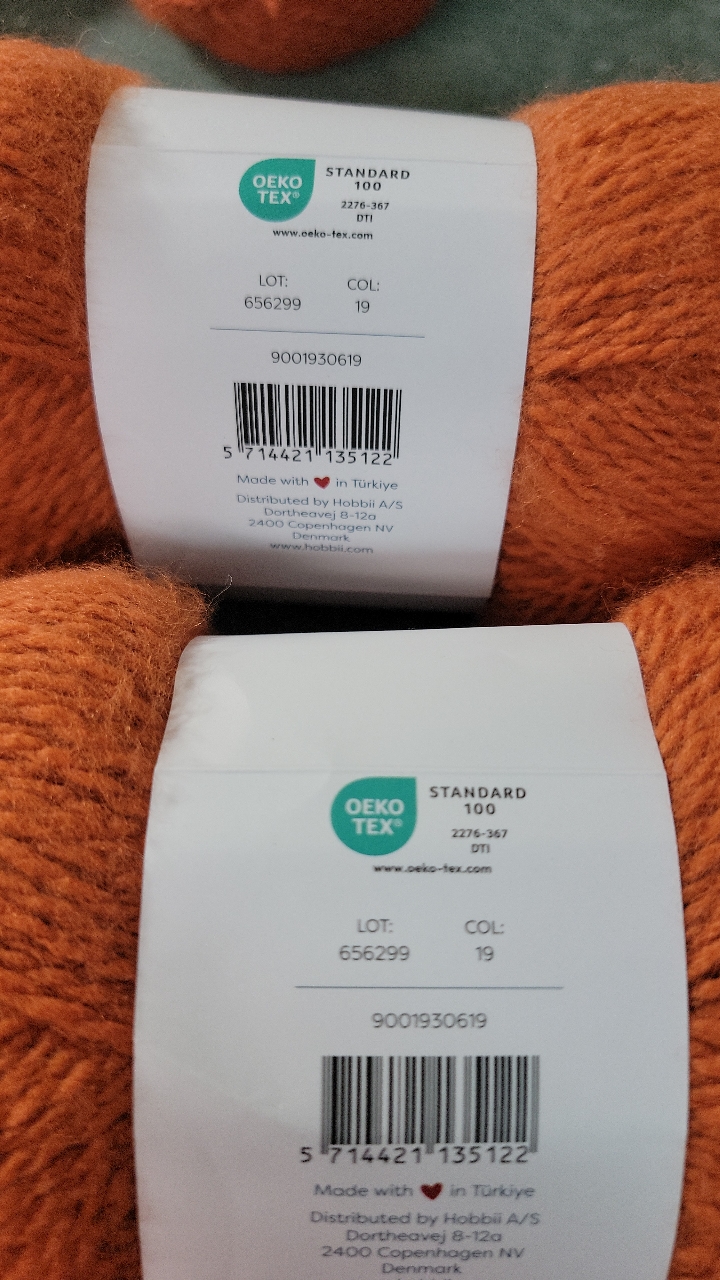 OEKO
TEX®
STANDARD
100
2276-367
DTI
www.oeko-tex.com
LOT: COL:
656299 19
9001930619
5 714421 135122
Made with ❤ in Türkiye
Distributed by Hobbii A/S
Dortheavej 8-12a
2400 Copenhagen NV
Denmark
www.hobbii.com
OEKO
TEX®
STANDARD
100
2276-367
DTI
www.oeko-tex.com
LOT: COL:
656299 19
9001930619
5 714421 135122
Made with ❤ in Türkiye
Distributed by Hobbii A/S
Dortheavej 8-12a
2400 Copenhagen NV
Denmark